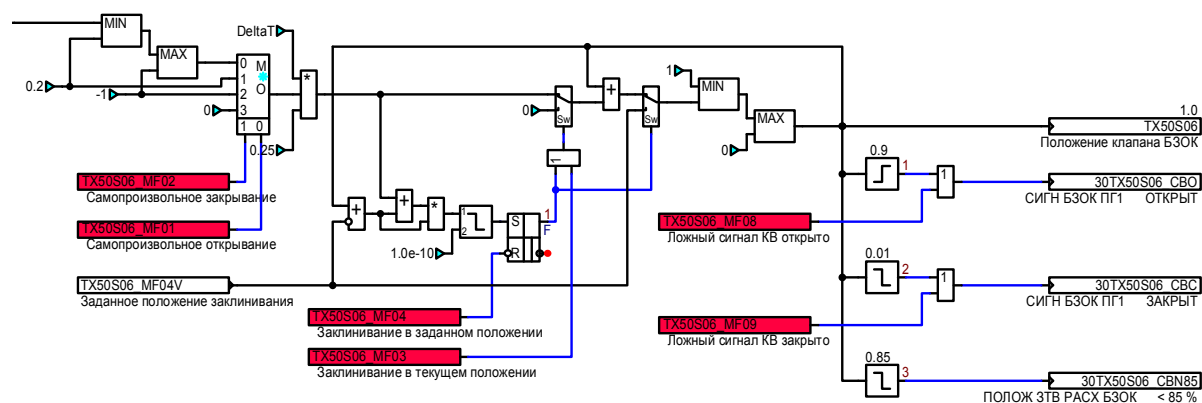 MIN
MAX
DeltaT
0
1
2
3
M
O
1 0
*
0.2
-1
0
0.25
TX50S06_MF02
Самопроизвольное закрывание
TX50S06_MF01
Самопроизвольное открывание
TX50S06_MF04V
Заданное положение заклинивания
+
+
*
1
2
1.0e-10
S
R
1
F
0
Sw
1
+
Sw
1
MIN
MAX
0
TX50S06_MF04
Заклинивание в заданном положении
TX50S06_MF03
Заклинивание в текущем положении
1.0
TX50S06
Положение клапана БЗОК
0.9
1
1
30TX50S06_CBO
СИГН БЗОК ПГ1 ОТКРЫТ
TX50S06_MF08
Ложный сигнал КВ открыто
0.01
2
1
30TX50S06_CBC
СИГН БЗОК ПГ1 ЗАКРЫТ
TX50S06_MF09
Ложный сигнал КВ закрыто
0.85
3
30TX50S06_CBN85
ПОЛОЖ ЗТВ РАСХ БЗОК < 85 %